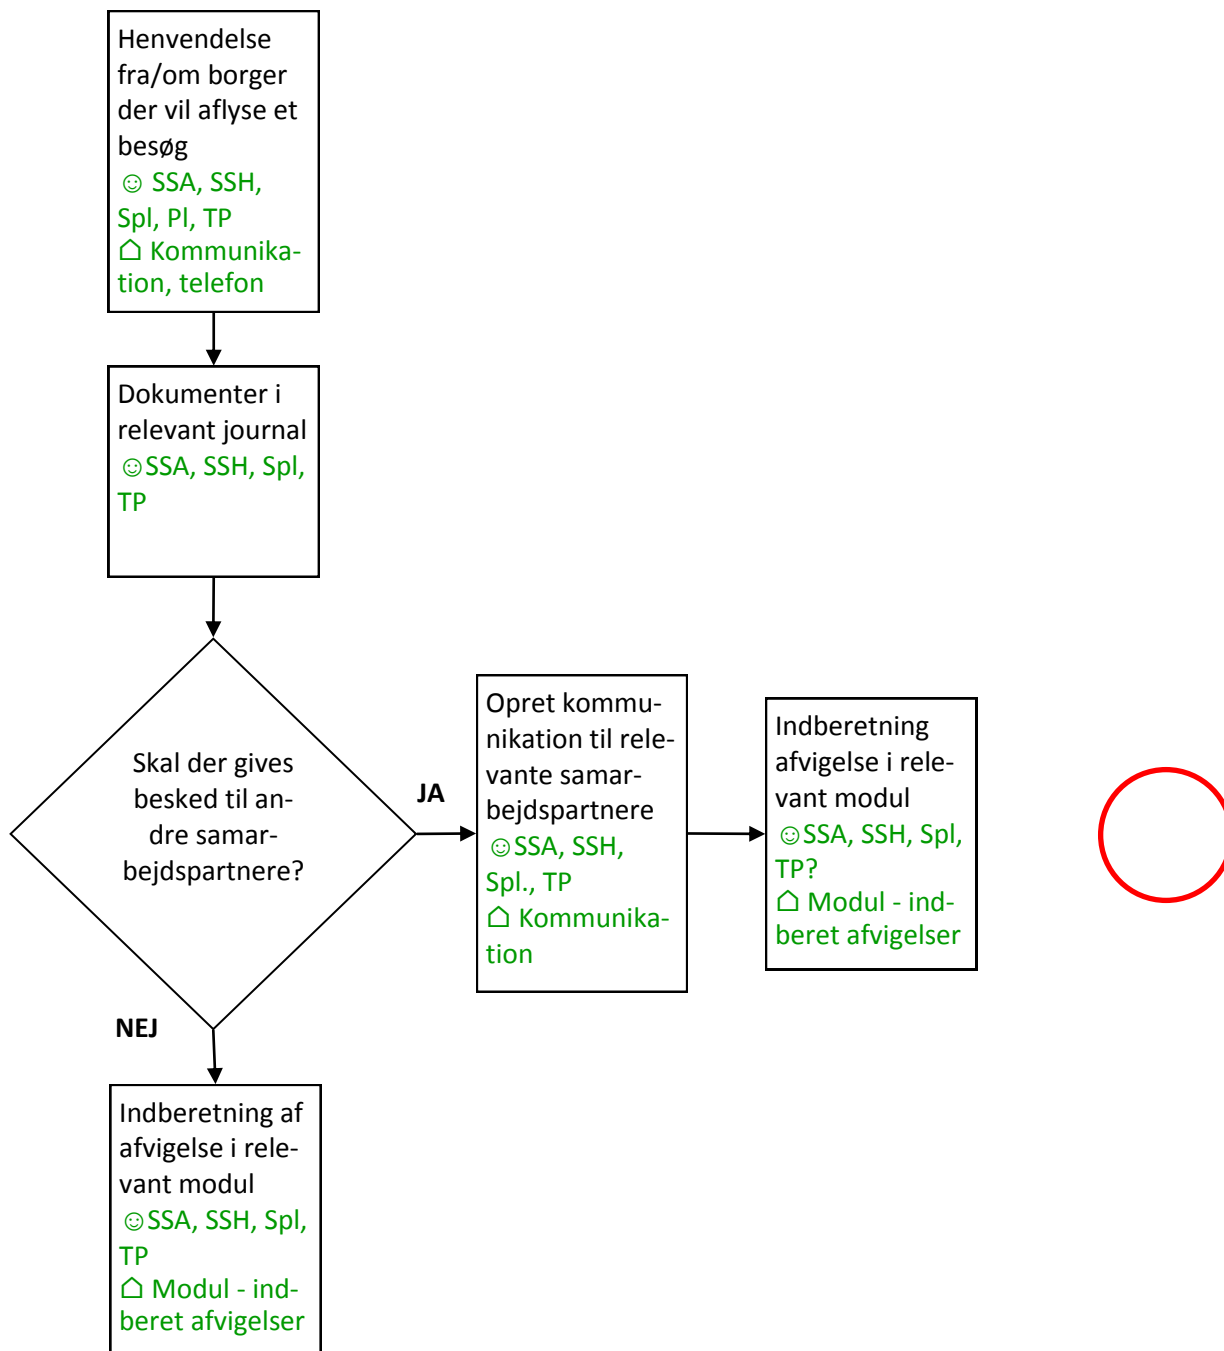 Henvendelse
fra/om borger
der vil aflyse et
besøg
☺ SSA, SSH,
Spl, Pl, TP
⌂ Kommunika-
tion, telefon
Dokumenter i
relevant journal
☺SSA, SSH, Spl,
TP
Skal der gives
besked til an-
dre samar-
bejdspartnere?
JA
Opret kommu-
nikation til rele-
vante samar-
bejdspartnere
☺SSA, SSH,
Spl., TP
⌂ Kommunika-
tion
Indberetning
afvigelse i rele-
vant modul
☺SSA, SSH, Spl,
TP?
⌂ Modul - ind-
beret afvigelser
NEJ
Indberetning af
afvigelse i rele-
vant modul
☺SSA, SSH, Spl,
TP
⌂ Modul - ind-
beret afvigelser